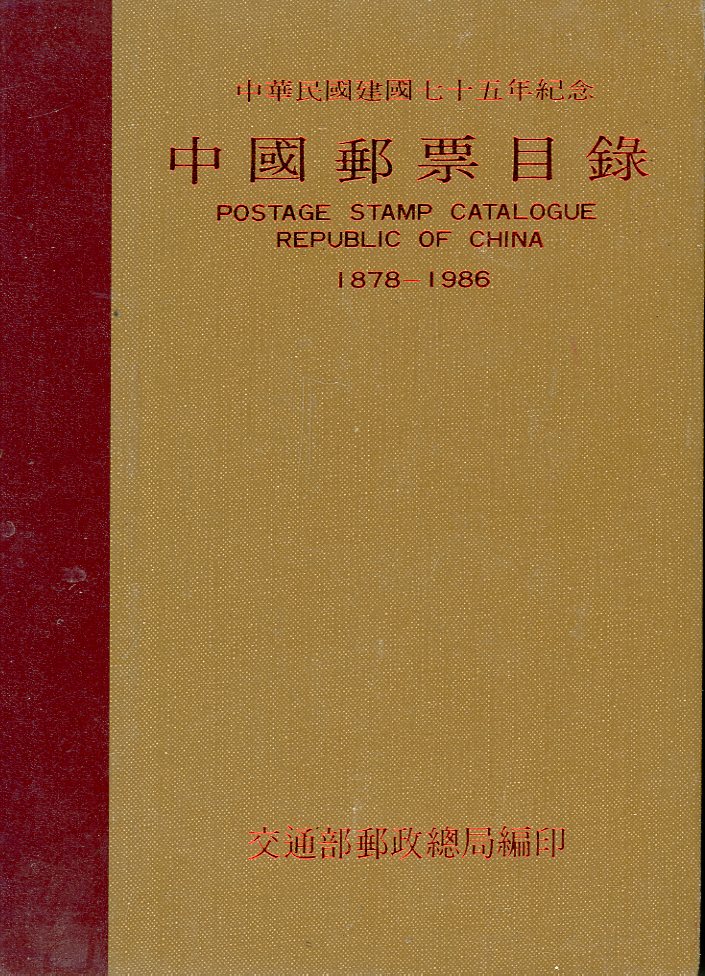 中華民國建國七十五年紀念
中國郵票目錄
POSTAGE STAMP CATALOGUE
REPUBLIC OF CHINA
1878-1986
交通部郵政總局編印